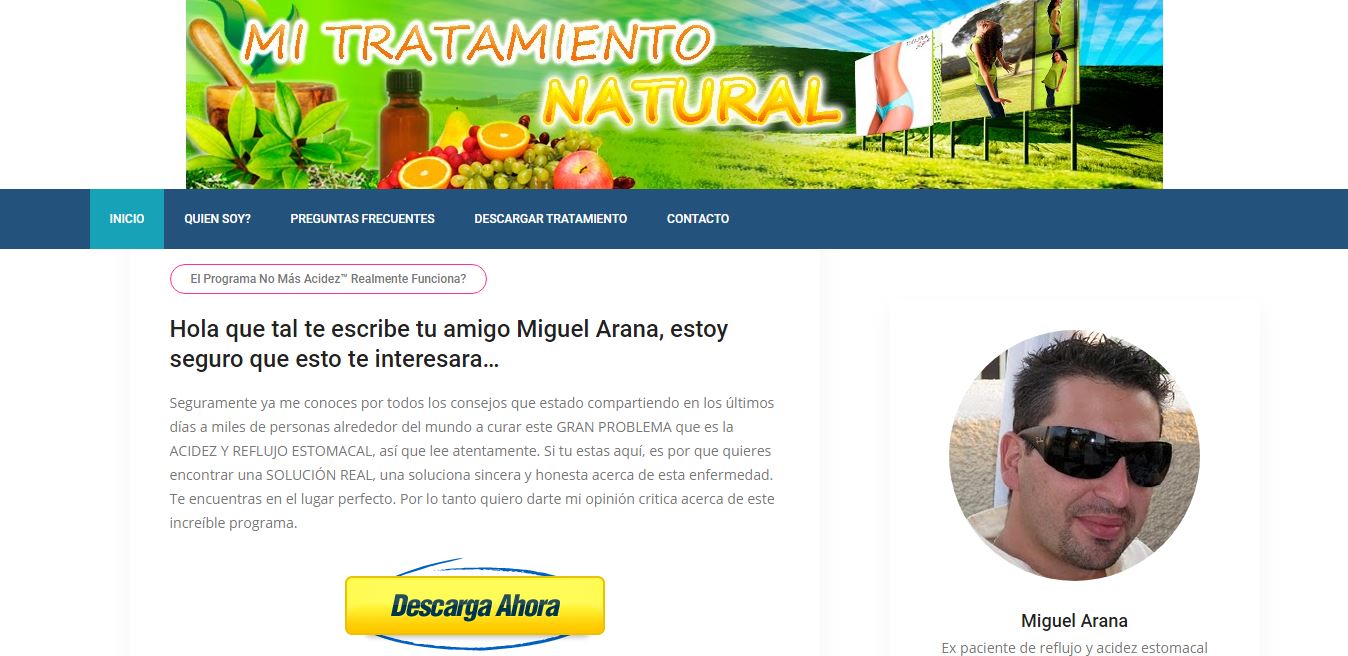 MI TRATAMIENTO
NATURAL
INICIO
QUIEN SOY?
PREGUNTAS FRECUENTES
DESCARGAR TRATAMIENTO
CONTACTO
El Programa No Más Acidez™ Realmente Funciona?
Hola que tal te escribe tu amigo Miguel Arana, estoy
seguro que esto te interesara…
Seguramente ya me conoces por todos los consejos que estado compartiendo en los últimos
días a miles de personas alrededor del mundo a curar este GRAN PROBLEMA que es la
ACIDEZ Y REFLUJO ESTOMACAL, así que lee atentamente. Si tu estas aquí, es por que quieres
encontrar una SOLUCIÓN REAL, una soluciona sincera y honesta acerca de esta enfermedad.
Te encuentras en el lugar perfecto. Por lo tanto quiero darte mi opinión critica acerca de este
increíble programa.
Descarga Ahora
Miguel Arana
Ex paciente de reflujo y acidez estomacal